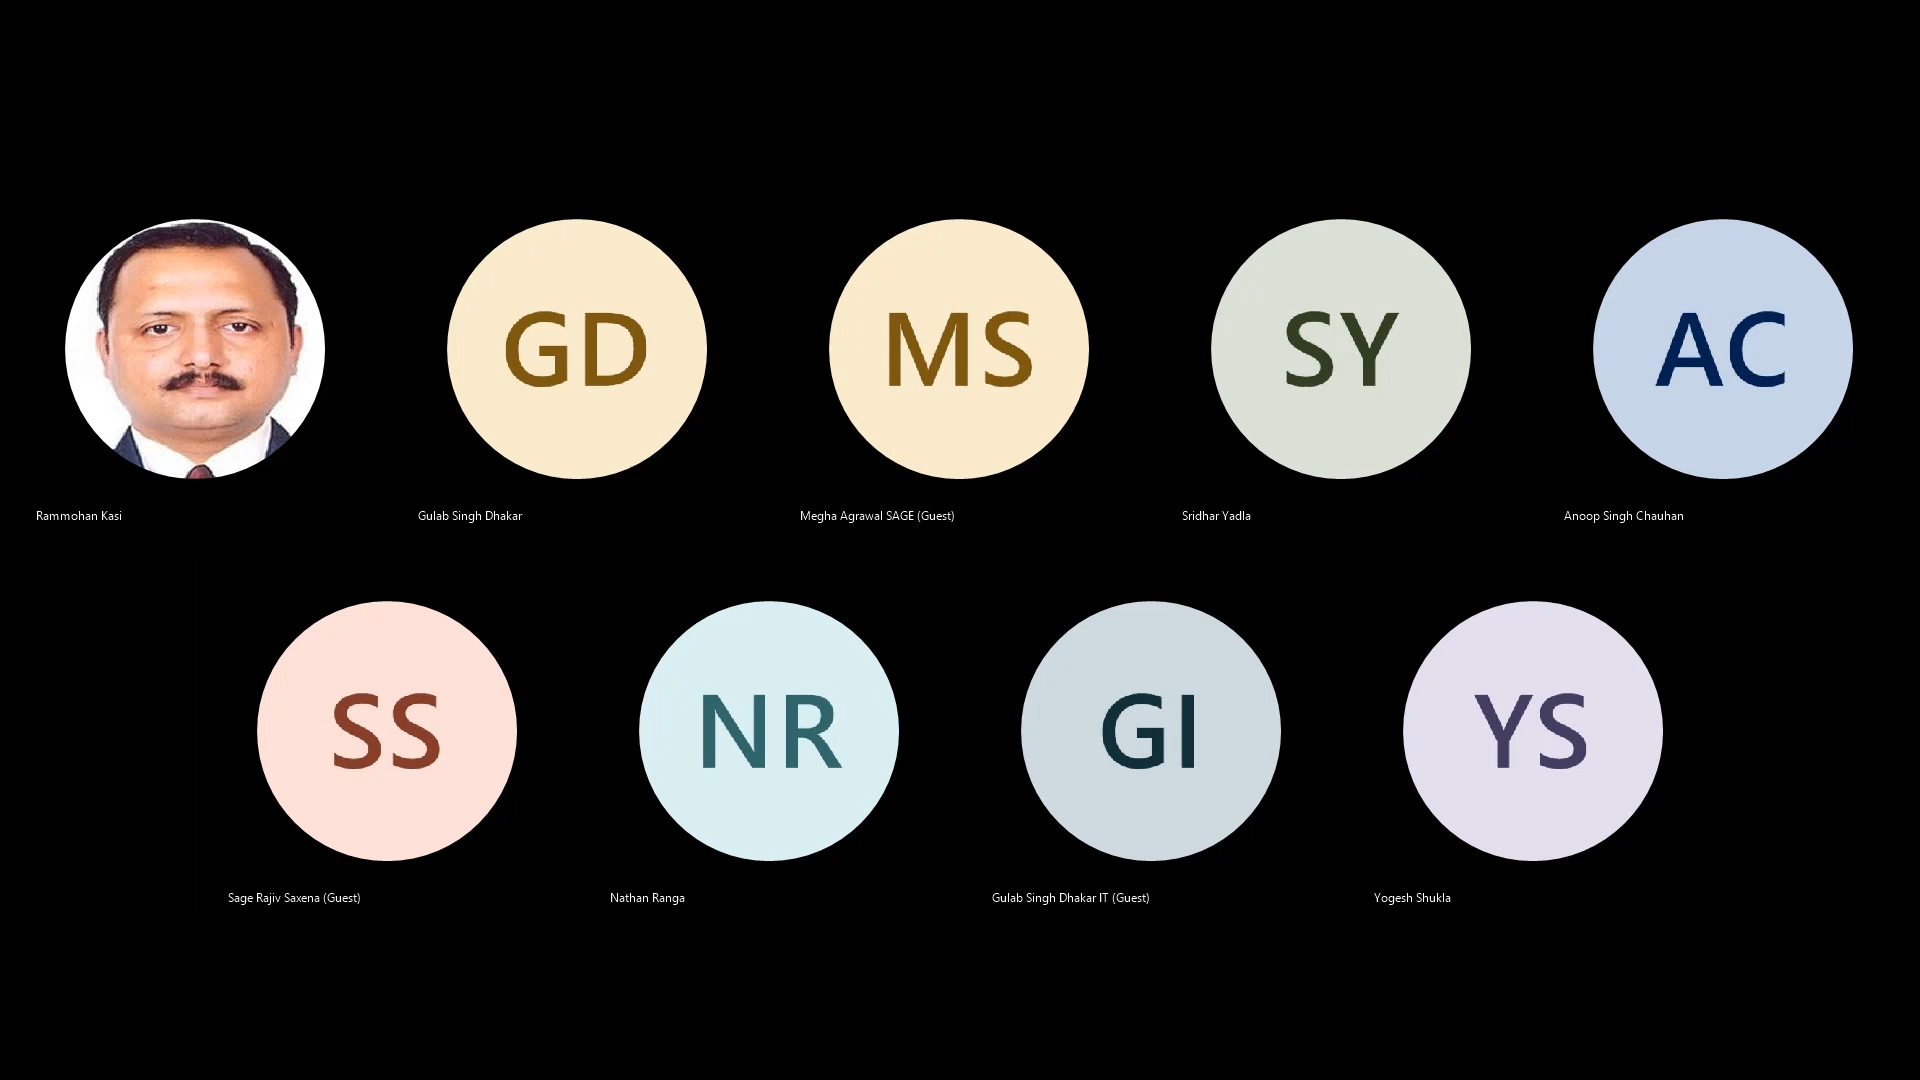 GD
MS
SY
AC
Rammohan Kasi
Gulab Singh Dhakar
Megha Agrawal SAGE (Guest)
Sridhar Yadla
Anoop Singh Chauhan
SS
NR
GI
YS
Sage Rajiv Saxena (Guest)
Nathan Ranga
Gulab Singh Dhakar IT (Guest)
Yogesh Shukla